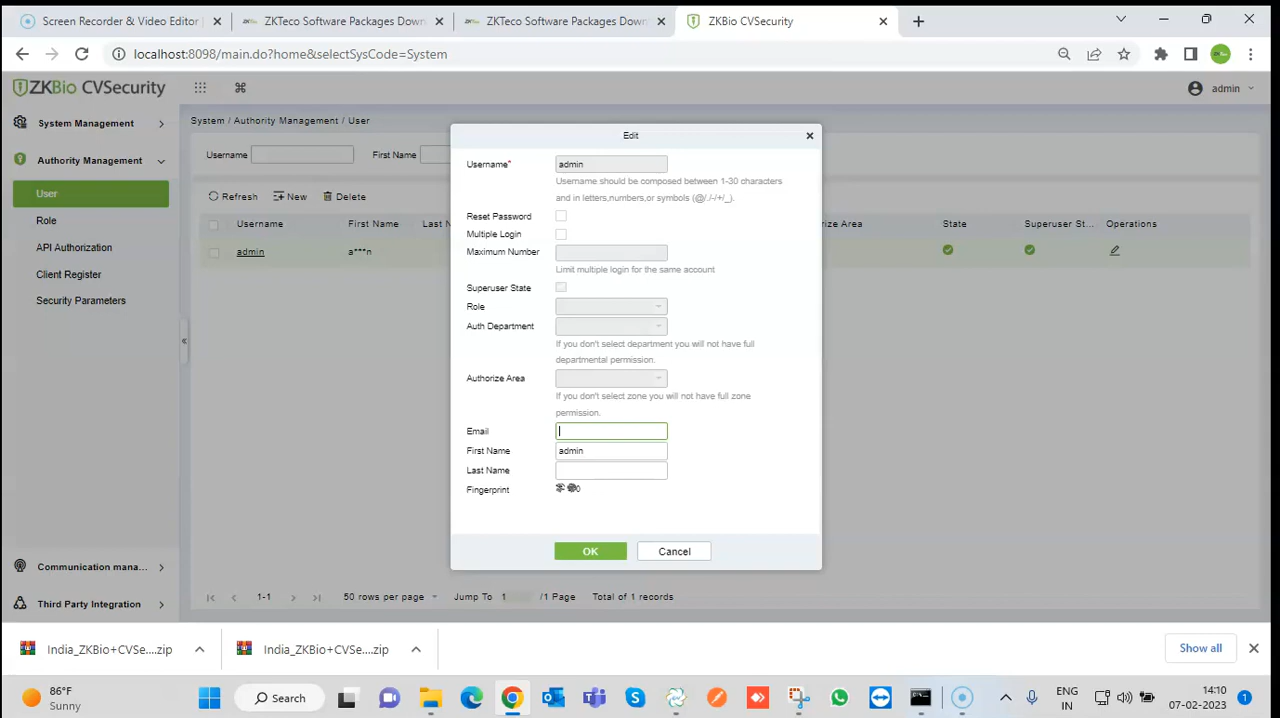 Screen Recorder & Video Editor
ZKTeco Software Packages Down
ZKTeco Software Packages Down
ZKBio CVSecurity
localhost:8098/main.do?home&selectSysCode=System
ZKBio CVSecurity
admin
System Management
Authority Management
User
Role
API Authorization
Client Register
Security Parameters
Communication mana...
Third Party Integration
System / Authority Management / User
Username
First Name
Refresh
New
Delete
Username
First Name
Last N
rize Area
State
Superuser St...
Operations
admin
a***n
Edit
Username*
admin
Username should be composed between 1-30 characters
and in letters,numbers,or symbols (@/./-/+/_).
Reset Password
Multiple Login
Maximum Number
Limit multiple login for the same account
Superuser State
Role
Auth Department
If you don't select department you will not have full
departmental permission.
Authorize Area
If you don't select zone you will not have full zone
permission.
Email
First Name
admin
Last Name
Fingerprint
0
OK
Cancel
1-1
50 rows per page
Jump To
1
/1 Page
Total of 1 records
India_ZKBio+CVSe....zip
India_ZKBio+CVSe....zip
Show all
86°F
Sunny
Search
ENG
IN
14:10
07-02-2023
1